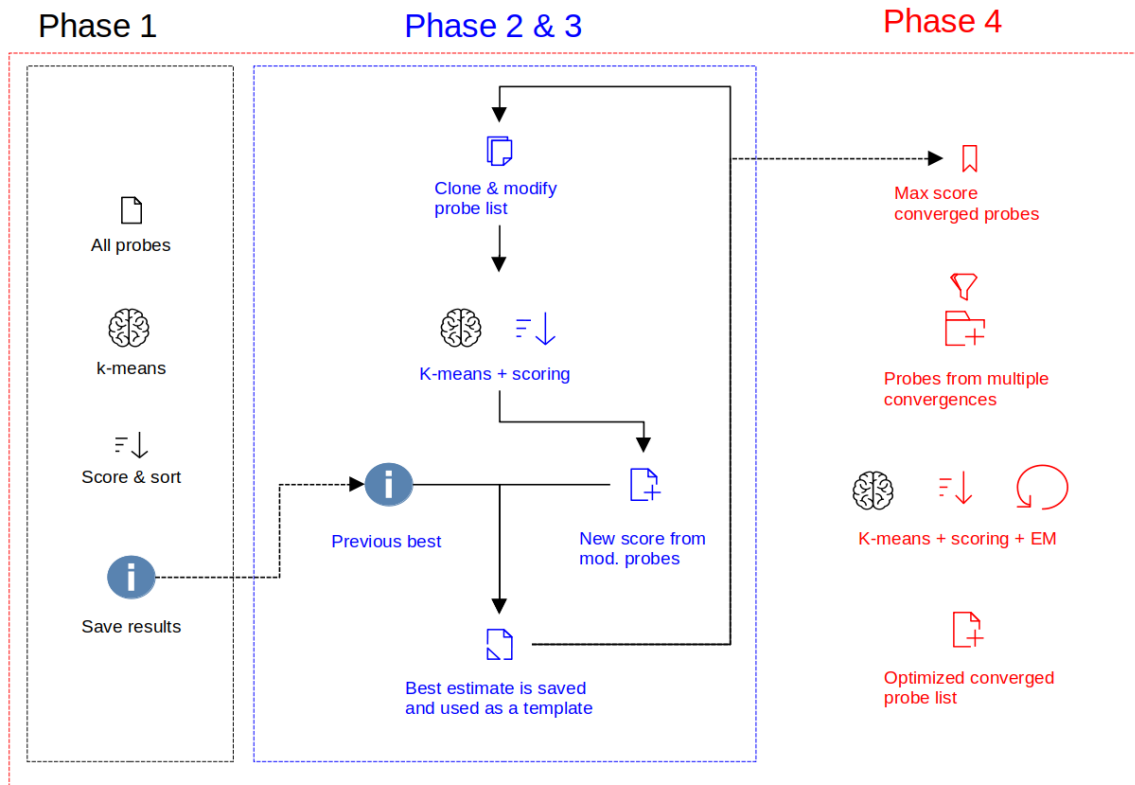 Phase 1
Phase 2 & 3
Phase 4
All probes
k-means
Score & sort
Save results
Clone & modify
probe list
K-means + scoring
Previous best
New score from
mod. probes
Best estimate is saved
and used as a template
Max score
converged probes
Probes from multiple
convergences
K-means + scoring + EM
Optimized converged
probe list